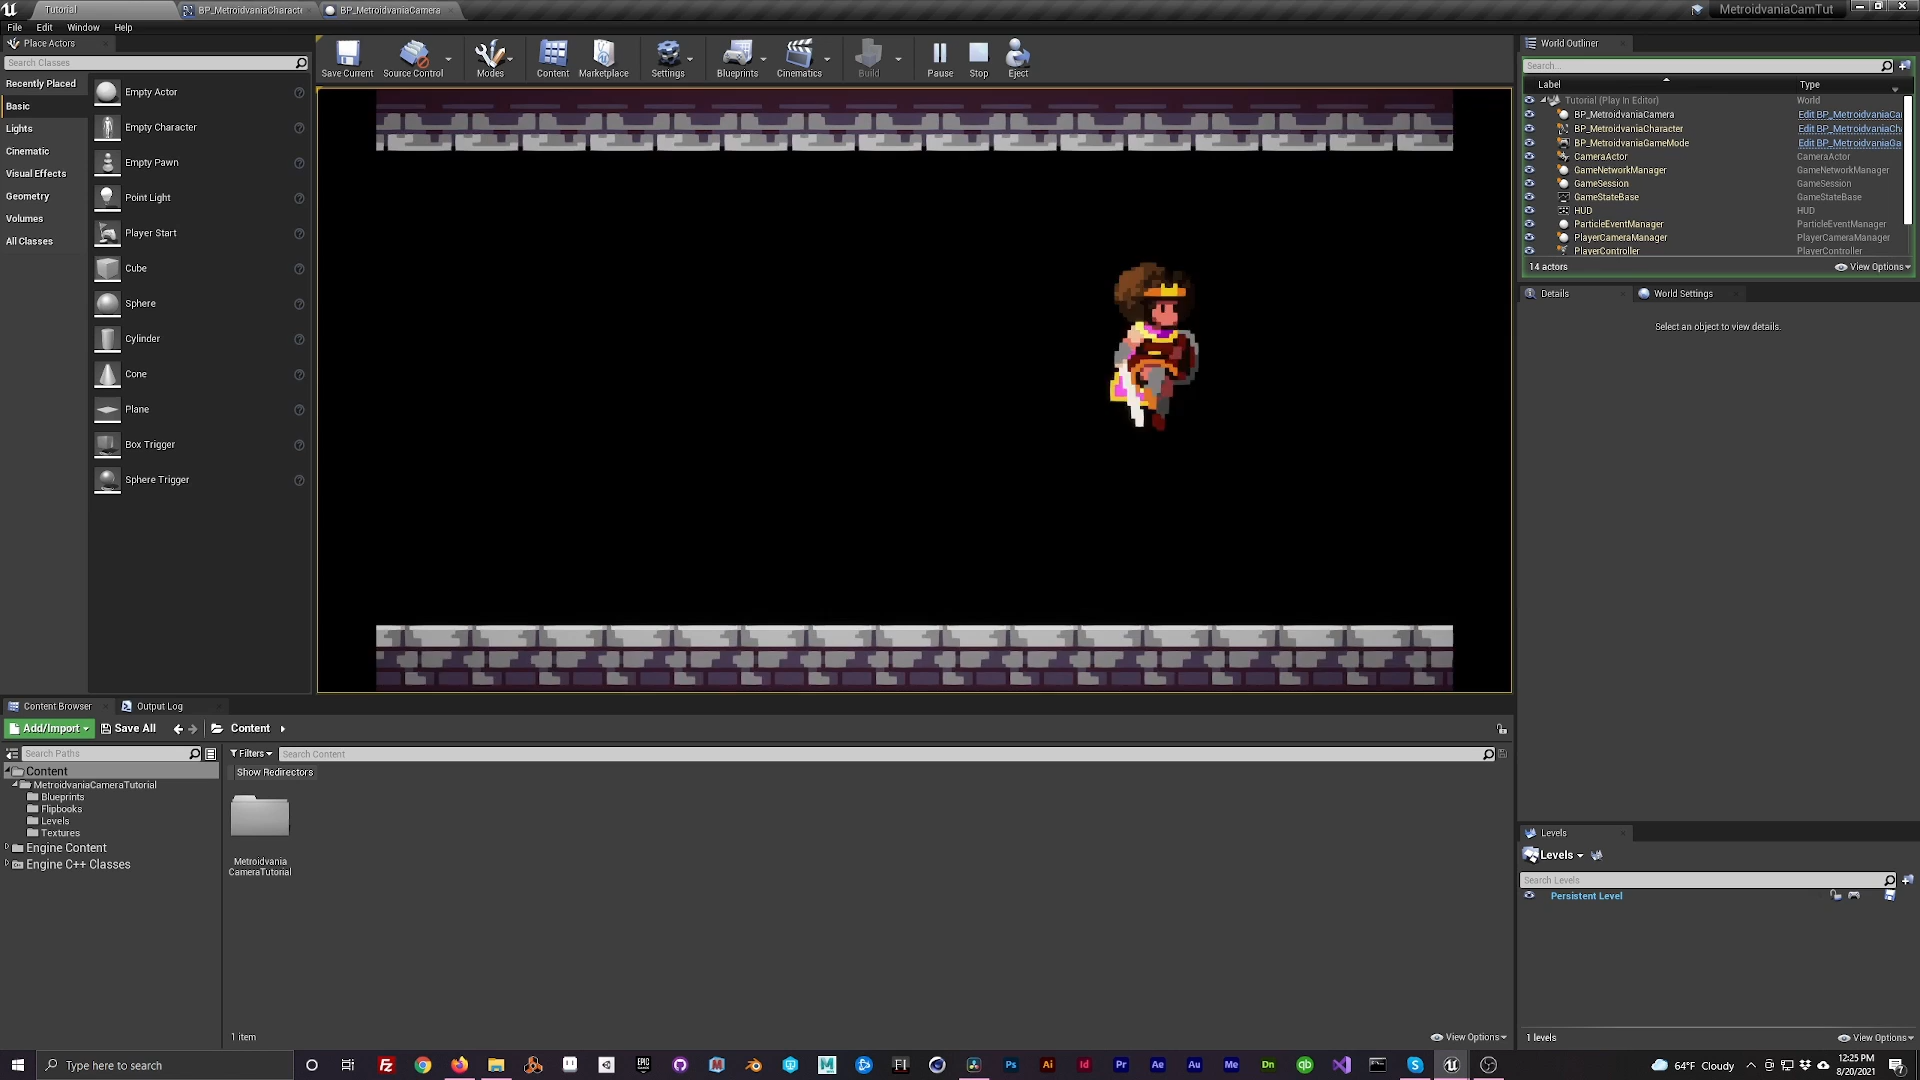 Tutorial
BP_MetroidvaniaCharacte
BP_MetroidvaniaCamera
MetroidvaniaCamTut
File Edit Window Help
Place Actors
Search Classes
Recently Placed
Basic
Lights
Cinematic
Visual Effects
Geometry
Volumes
All Classes
Empty Actor
Empty Character
Empty Pawn
Point Light
Player Start
Cube
Sphere
Cylinder
Cone
Plane
Box Trigger
Sphere Trigger
Save Current
Source Control
Modes
Content
Marketplace
Settings
Blueprints
Cinematics
Build
Pause
Stop
Eject
World Outliner
Search...
Label Type
Tutorial (Play In Editor) World
BP_MetroidvaniaCamera Edit BP_MetroidvaniaCa
BP_MetroidvaniaCharacter Edit BP_MetroidvaniaCh
BP_MetroidvaniaGameMode Edit BP_MetroidvaniaGa
CameraActor CameraActor
GameNetworkManager GameNetworkManager
GameSession GameSession
GameStateBase GameStateBase
HUD HUD
ParticleEventManager ParticleEventManager
PlayerCameraManager PlayerCameraManager
PlayerController PlayerController
14 actors View Options
Details
World Settings
Select an object to view details.
Levels
Levels
Search Levels
Persistent Level
1 levels View Options
Content Browser
Output Log
Add/Import
Save All
Content
Search Paths
Content
MetroidvaniaCameraTutorial
Blueprints
Flipbooks
Levels
Textures
Engine Content
Engine C++ Classes
Filters
Search Content
Show Redirectors
Metroidvania
CameraTutorial
1 item
View Options
Type here to search
64°F Cloudy
12:25 PM
8/20/2021